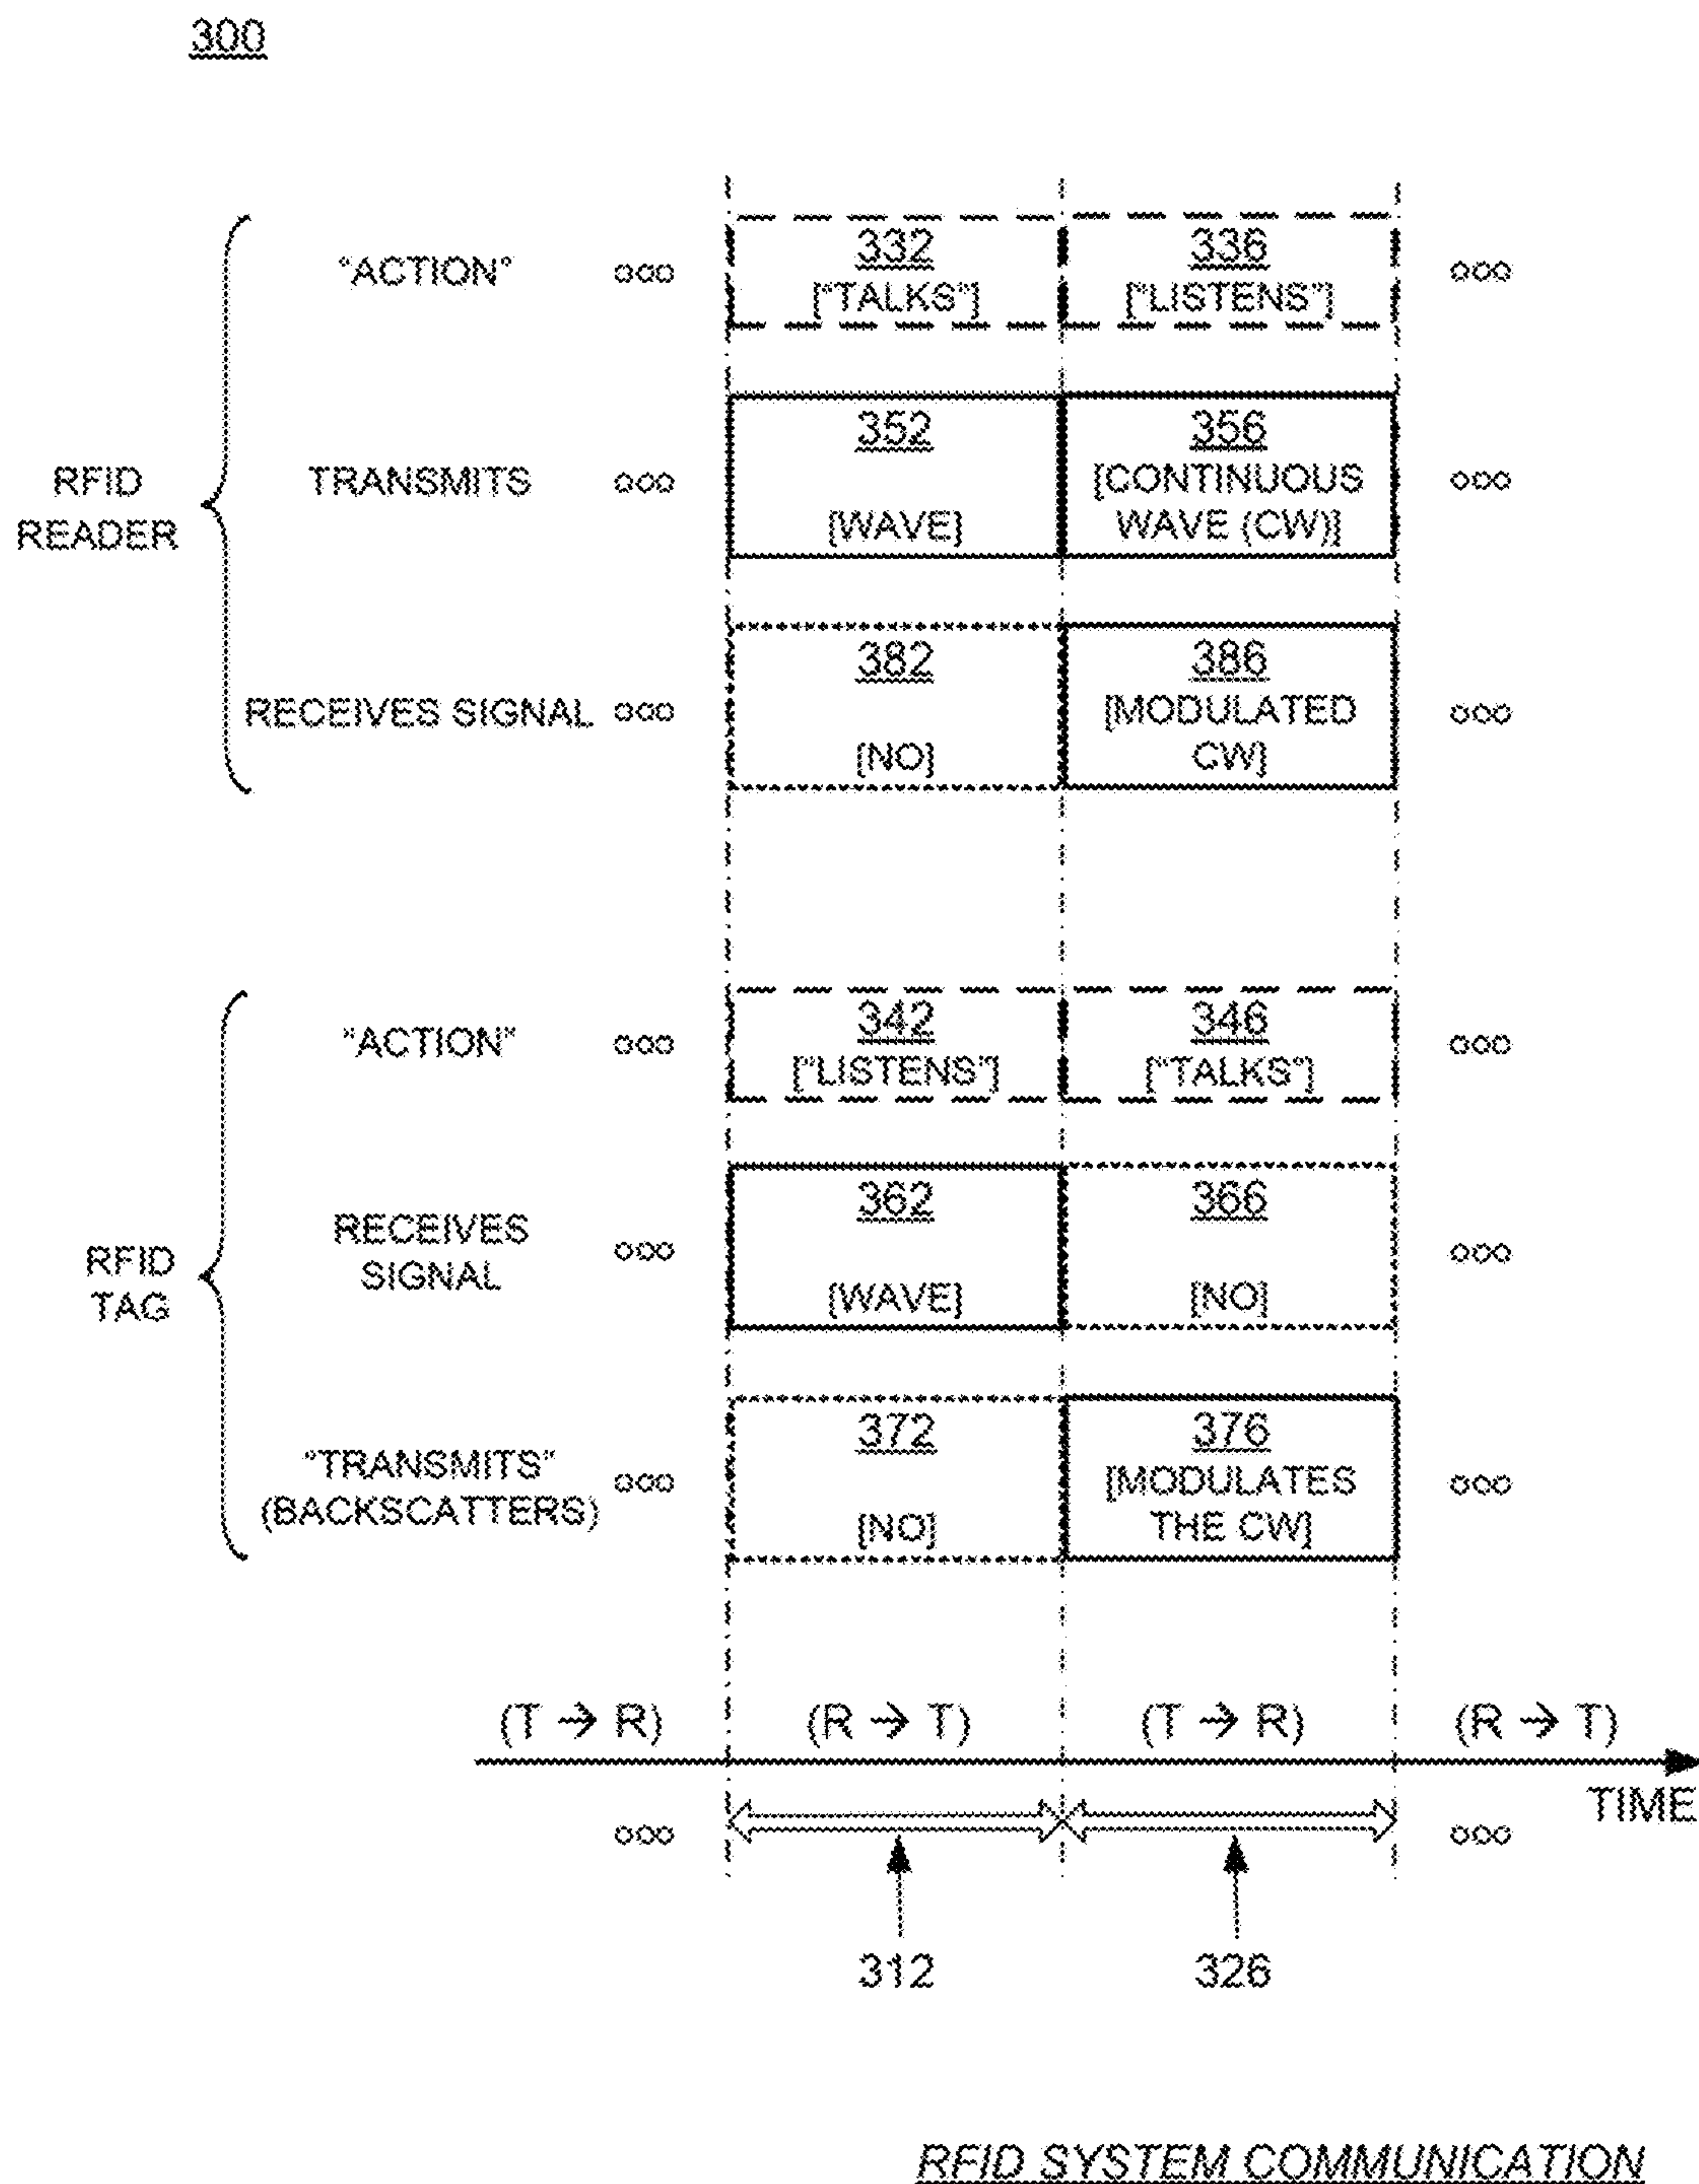 300
332
336
"ACTION"
["TALKS"]
["LISTENS"]
352
356
RFID
READER
TRANSMITS
[CONTINUOUS
[WAVE]
WAVE (CW)]
382
386
RECEIVES SIGNAL
[MODULATED
[NO]
CW]
342
346
"ACTION"
["LISTENS"]
["TALKS"]
362
366
RFID
TAG
RECEIVES
SIGNAL
[WAVE]
[NO]
372
376
"TRANSMITS"
(BACKSCATTERS)
[MODULATES
[NO]
THE CW]
(T → R)
(R → T)
(T → R)
(R → T)
TIME
312
326
RFID SYSTEM COMMUNICATION